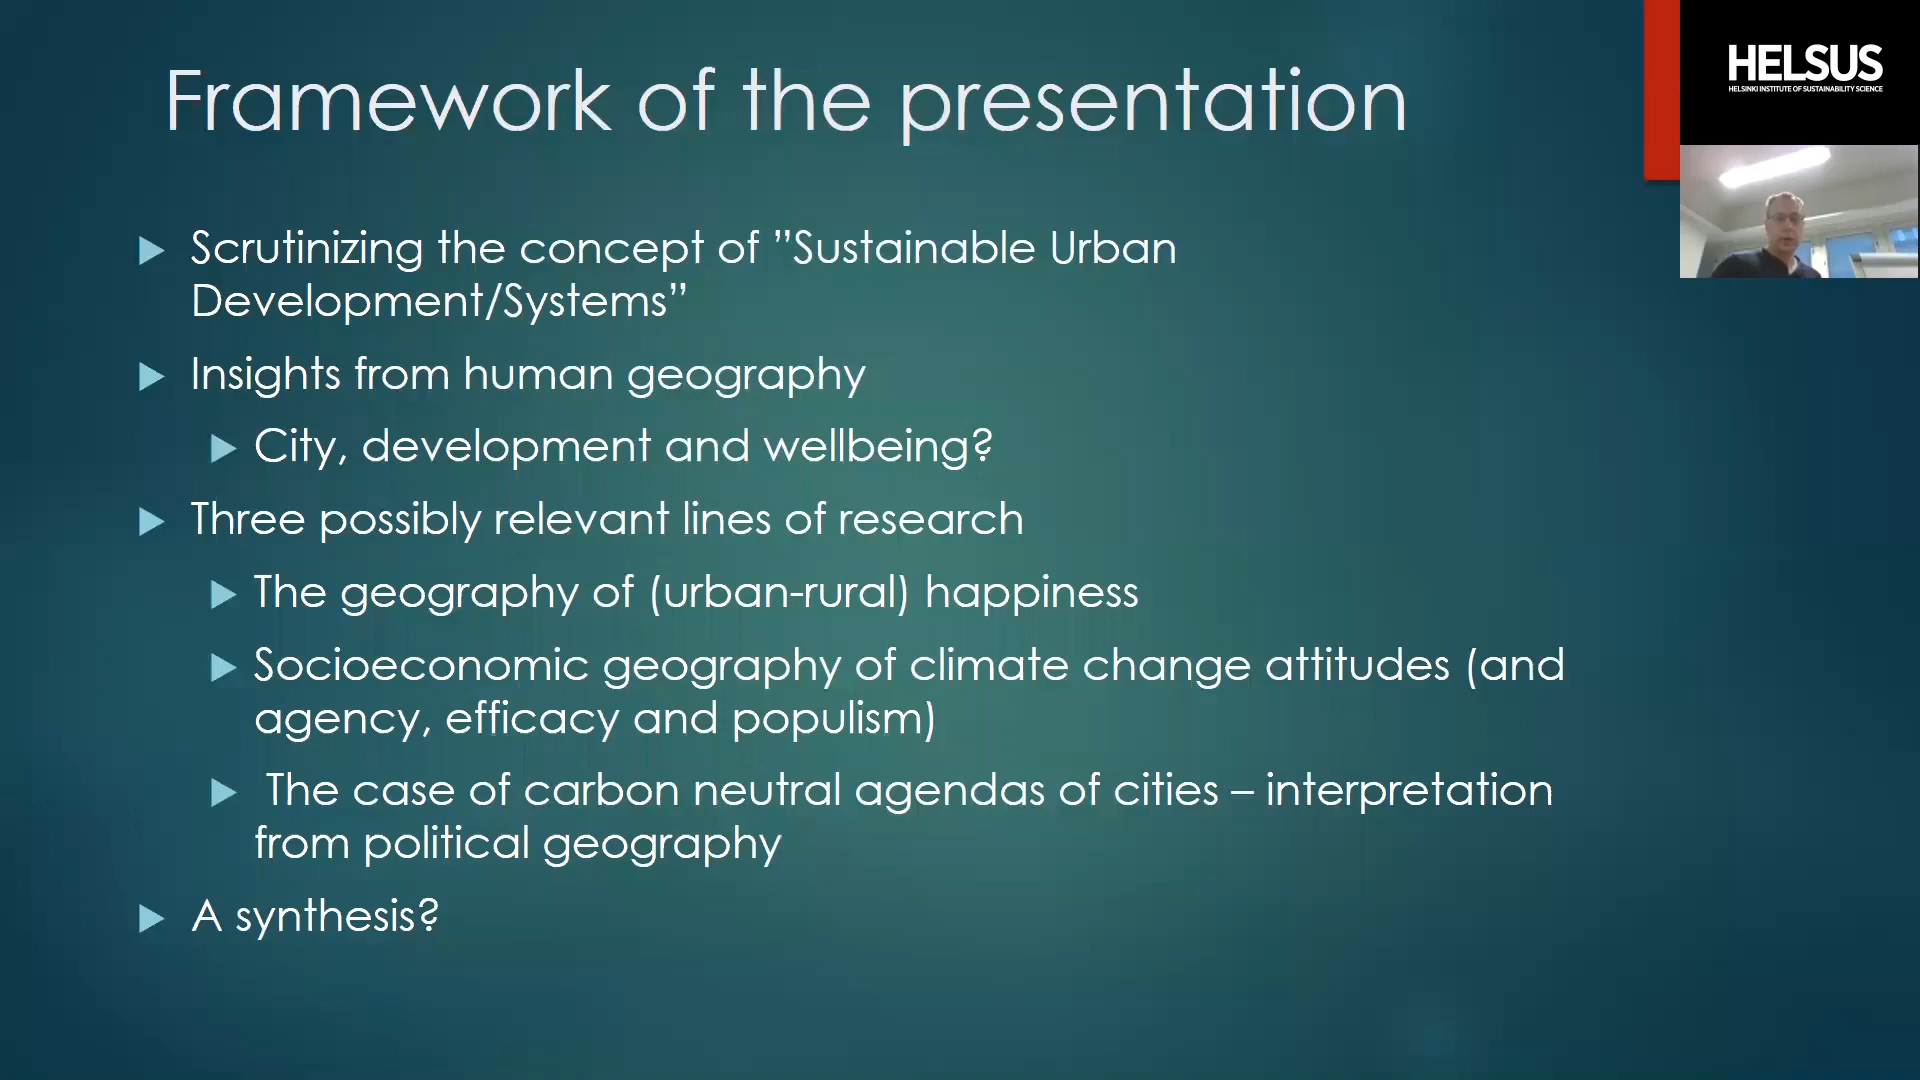 Framework of the presentation
HELSUS
HELSINKI INSTITUTE OF SUSTAINABILITY SCIENCE
Scrutinizing the concept of ”Sustainable Urban
Development/Systems”
Insights from human geography
City, development and wellbeing?
Three possibly relevant lines of research
The geography of (urban-rural) happiness
Socioeconomic geography of climate change attitudes (and
agency, efficacy and populism)
The case of carbon neutral agendas of cities – interpretation
from political geography
A synthesis?